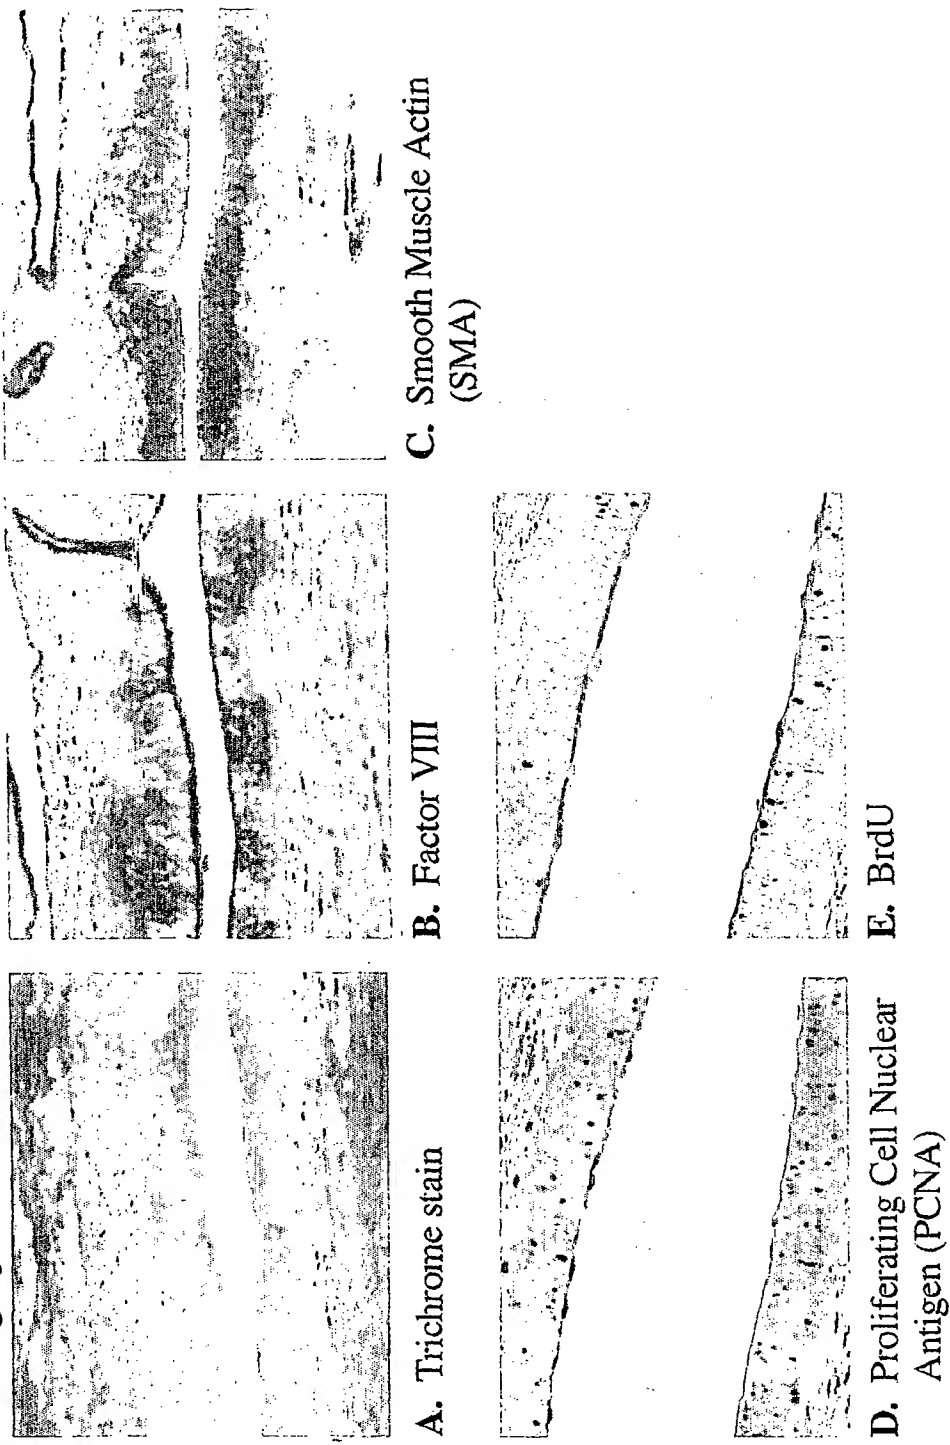 A. Trichrome stain
B. Factor VIII
C. Smooth Muscle Actin
(SMA)
D. Proliferating Cell Nuclear
Antigen (PCNA)
E. BrdU